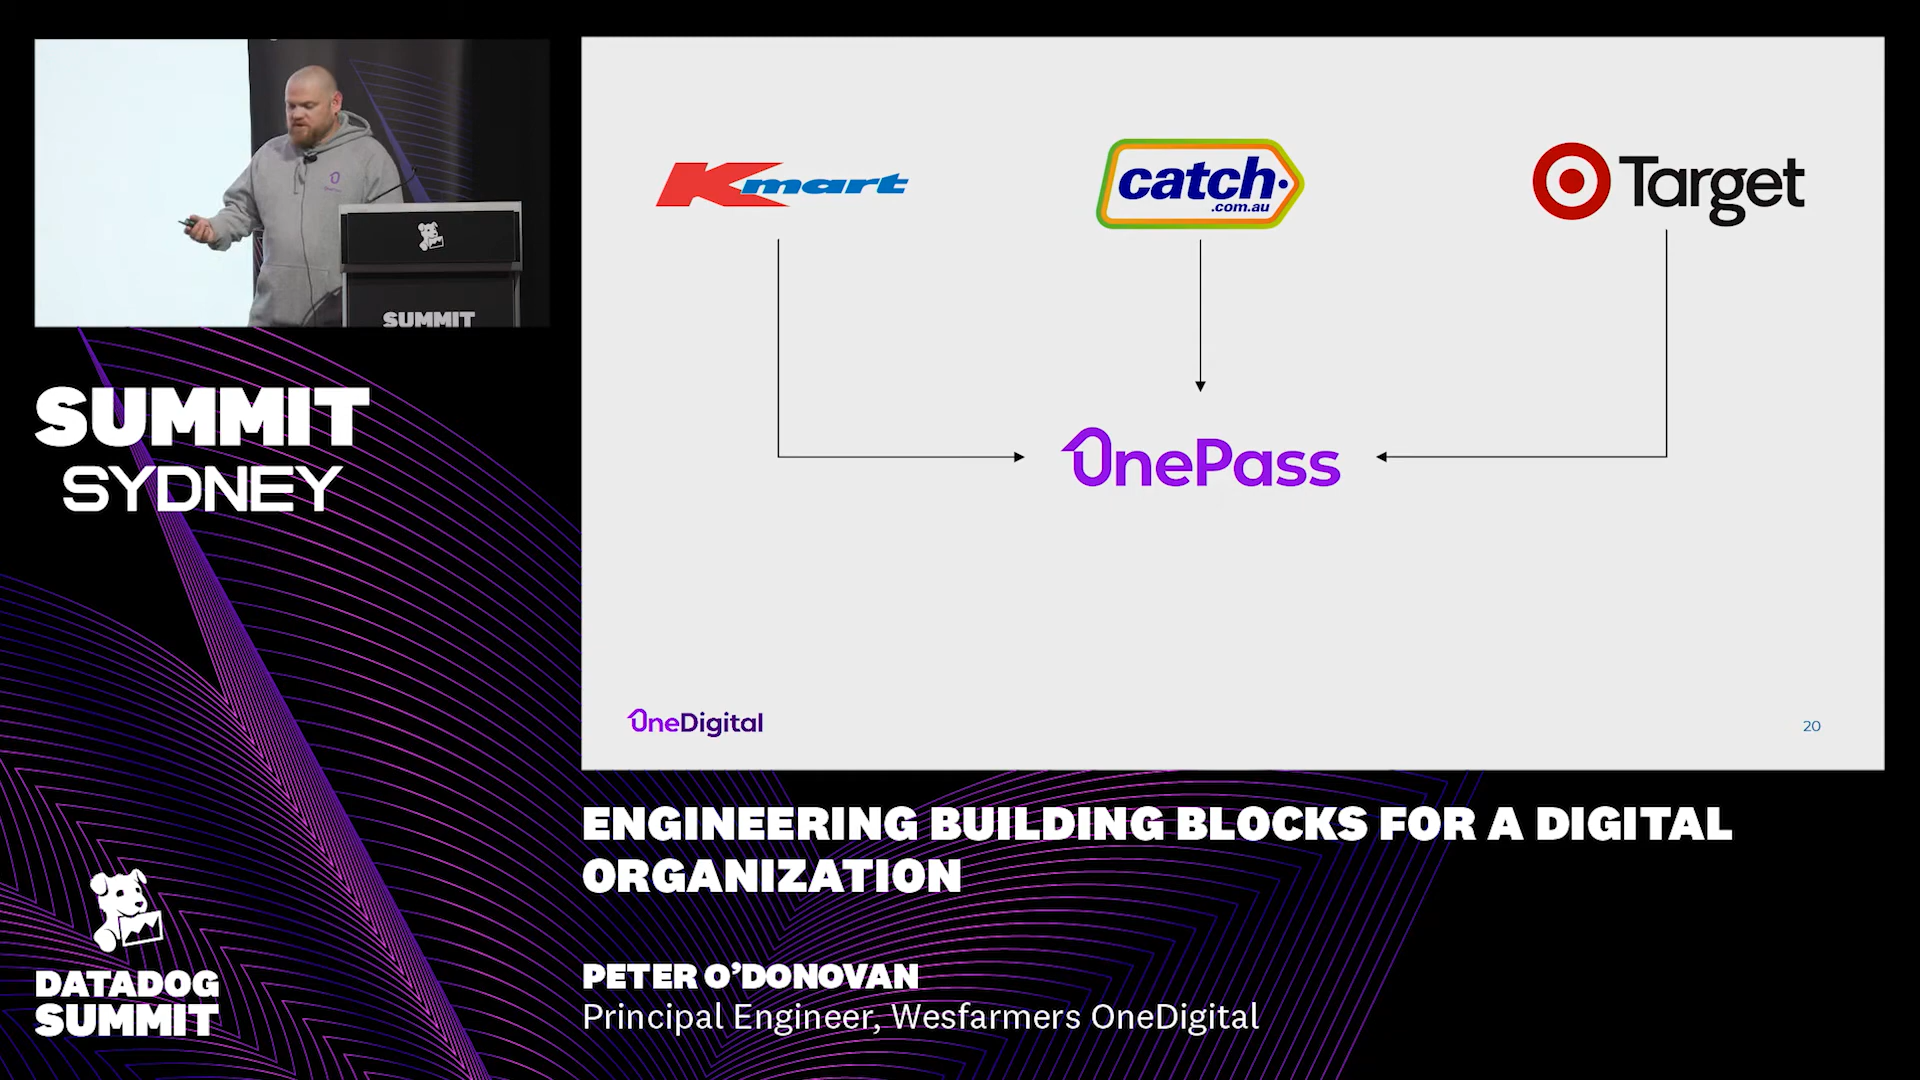 SUMMIT
SUMMIT
SYDNEY
Kmart
catch
.com.au
Target
OnePass
OneDigital
20
ENGINEERING BUILDING BLOCKS FOR A DIGITAL
ORGANIZATION
PETER O’DONOVAN
Principal Engineer, Wesfarmers OneDigital
DATADOG
SUMMIT